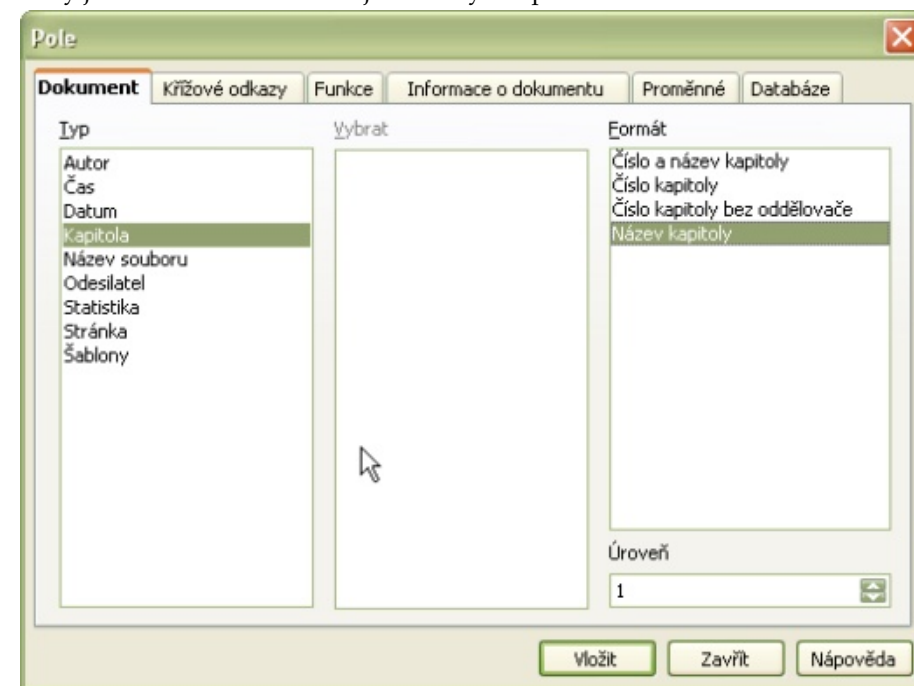 Pole
Dokument Křížové odkazy Funkce Informace o dokumentu Proměnné Databáze
Typ
Autor
Čas
Datum
Kapitola
Název souboru
Odesilatel
Statistika
Stránka
Šablony
Vybrat
Formát
Číslo a název kapitoly
Číslo kapitoly
Číslo kapitoly bez oddělovače
Název kapitoly
Úroveň
1
Vložit Zavřít Nápověda